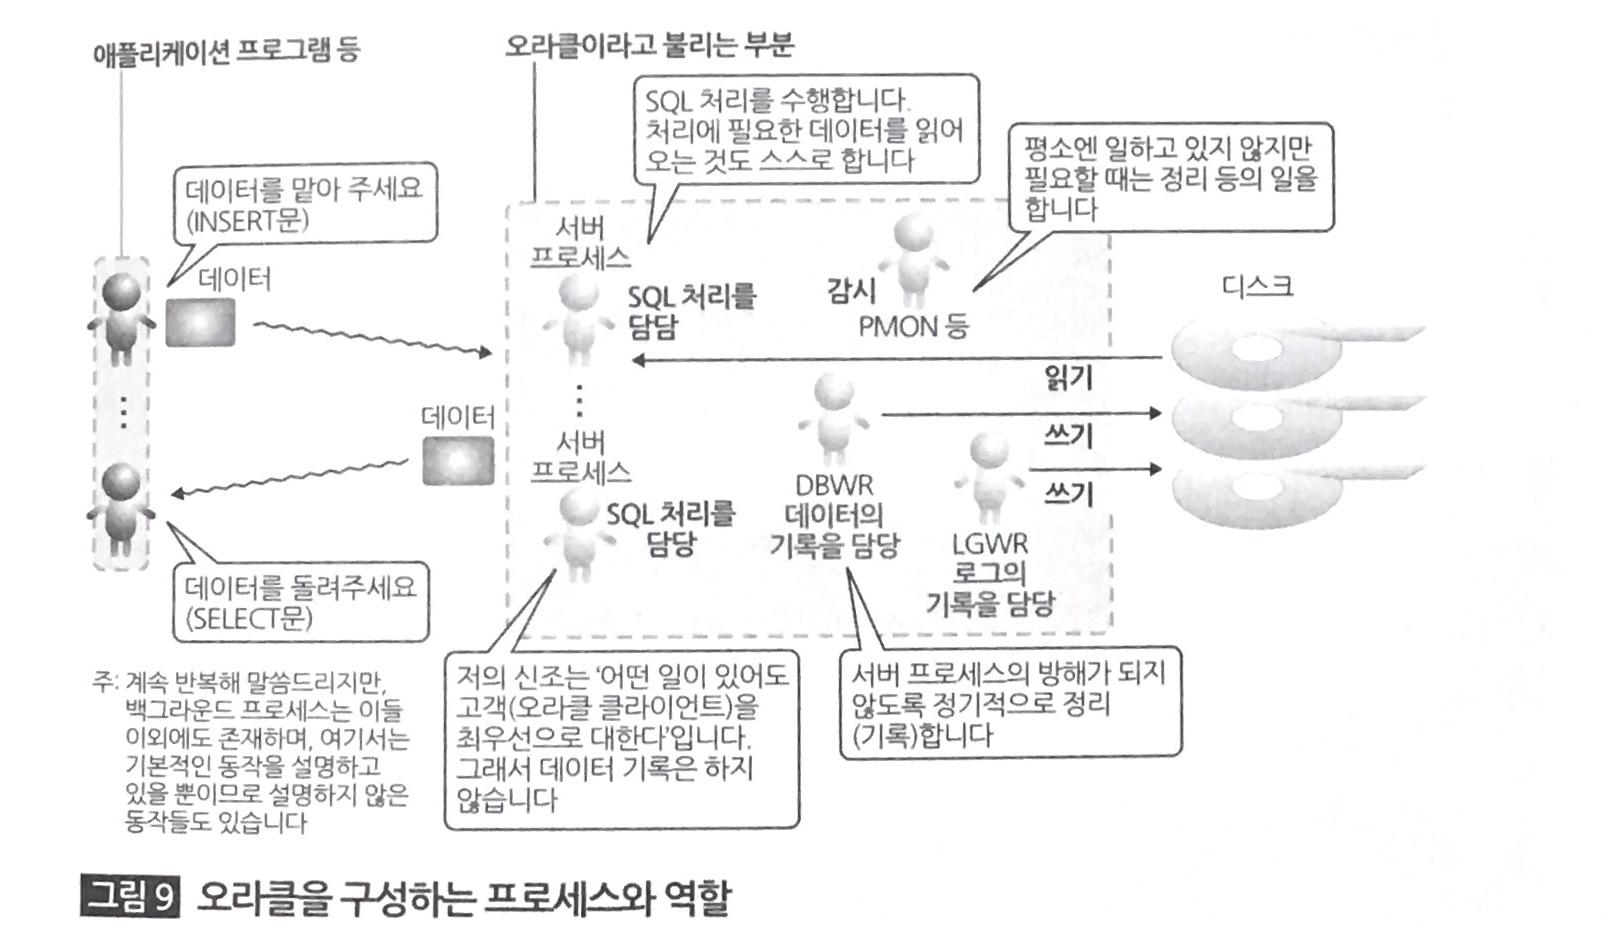 애플리케이션 프로그램 등
오라클이라고 불리는 부분
SQL 처리를 수행합니다.
처리에 필요한 데이터를 읽어
오는 것도 스스로 합니다
평소엔 일하고 있지 않지만
필요할 때는 정리 등의 일을
합니다
데이터를 맡아 주세요
(INSERT문)
데이터
서버
프로세스
SQL 처리를
담담
감시
PMON 등
디스크
읽기
데이터
서버
프로세스
SQL 처리를
담당
DBWR
데이터의
기록을 담당
쓰기
쓰기
LGWR
로그의
기록을 담당
데이터를 돌려주세요
(SELECT문)
저의 신조는 ‘어떤 일이 있어도
고객(오라클 클라이언트)을
최우선으로 대한다’입니다.
그래서 데이터 기록은 하지
않습니다
서버 프로세스의 방해가 되지
않도록 정기적으로 정리
(기록)합니다
주: 계속 반복해 말씀드리지만,
백그라운드 프로세스는 이들
이외에도 존재하며, 여기서는
기본적인 동작을 설명하고
있을 뿐이므로 설명하지 않은
동작들도 있습니다
그림 9 오라클을 구성하는 프로세스와 역할